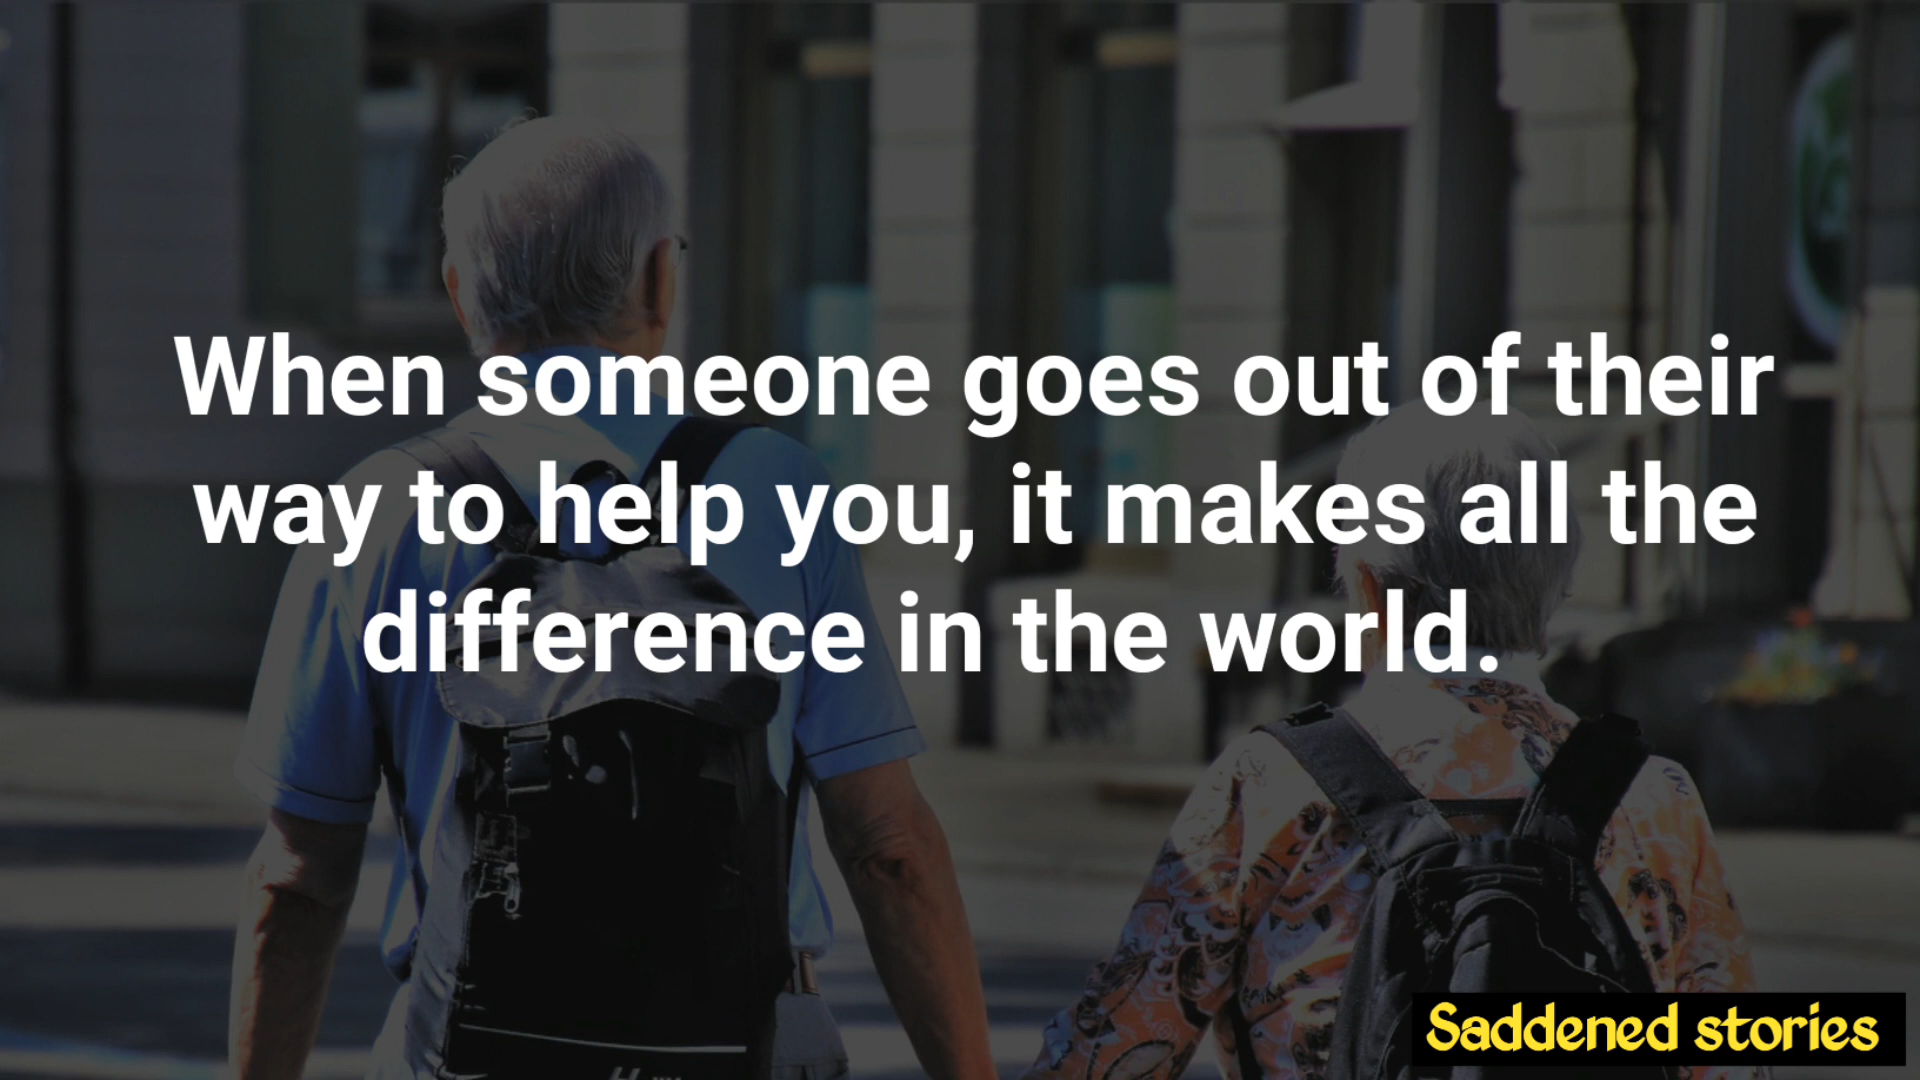 When someone goes out of their
way to help you, it makes all the
difference in the world.
Saddened stories